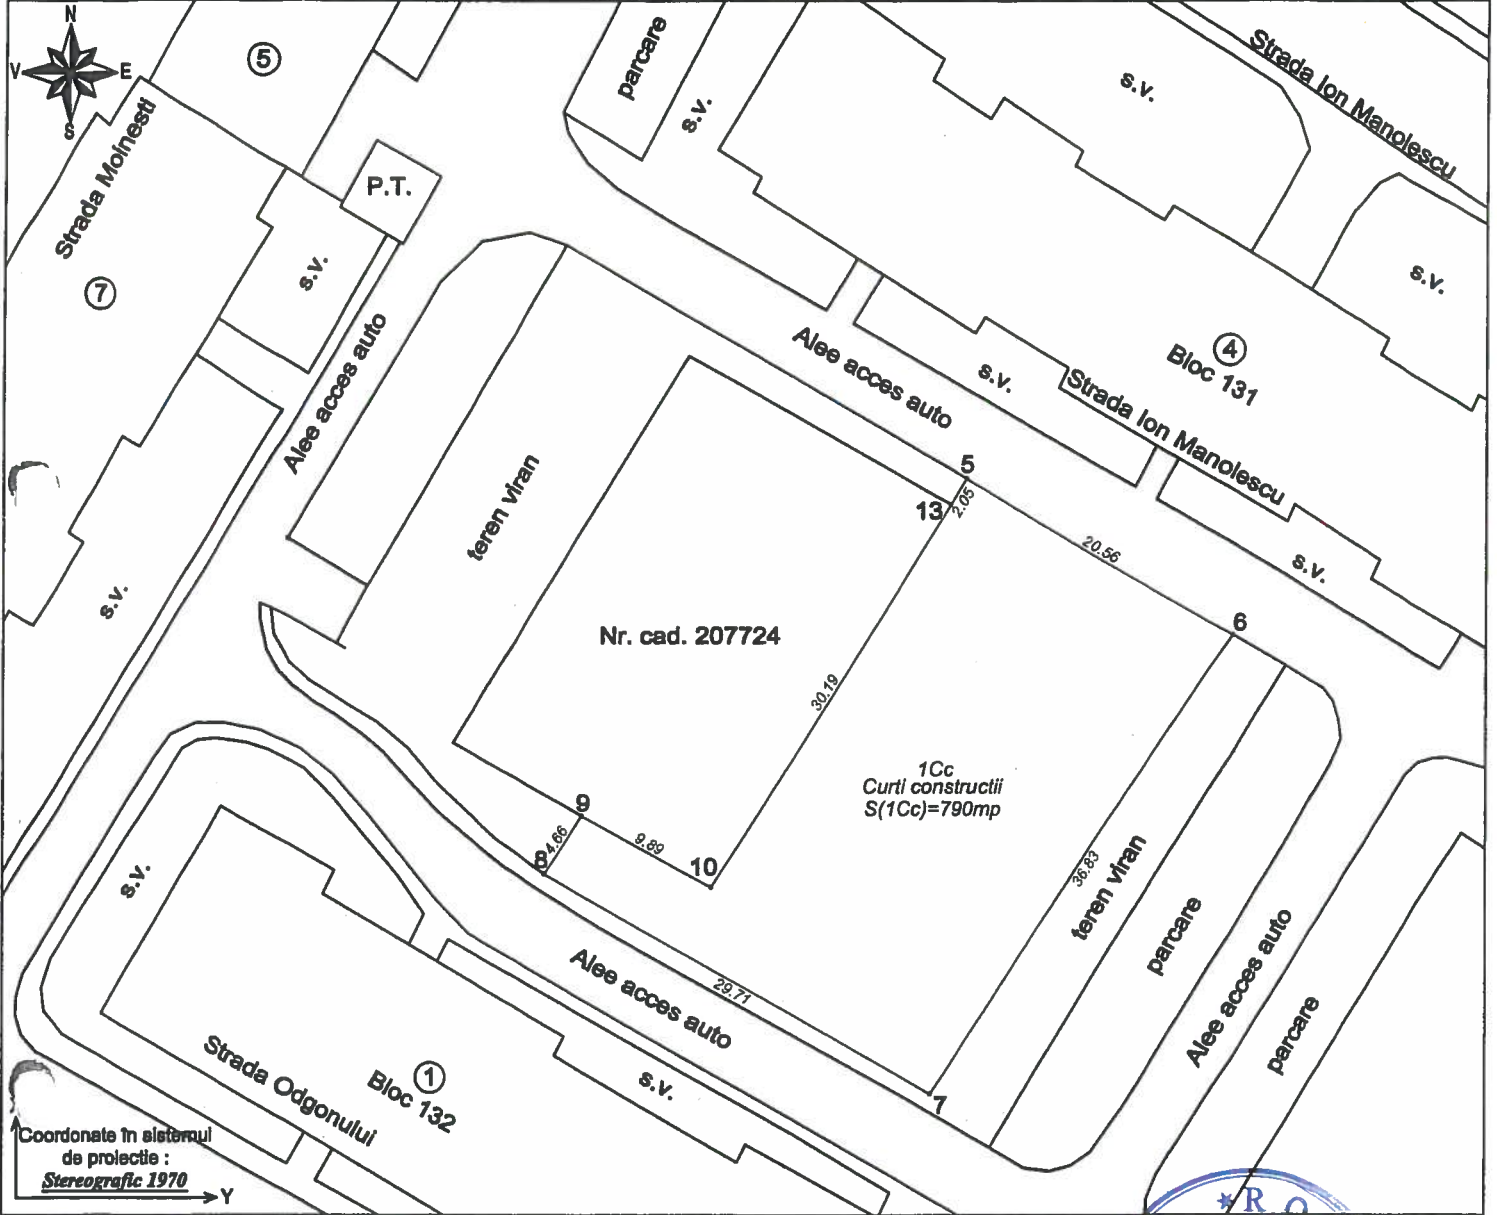 N
V
E
S
5
parcare
s.v.
s.v.
Strada Ion Manolescu
Strada Moinesti
P.T.
7
s.v.
s.v.
4
Bloc 131
Alee acces auto
Alee acces auto
s.v.
Strada Ion Manolescu
teren viran
5
13
2.05
20.56
s.v.
s.v.
6
Nr. cad. 207724
30.19
1Cc
Curti constructii
S(1Cc)=790mp
9
4.66
8
9.89
10
36.83
teren viran
parcare
s.v.
Alee acces auto
29.71
Alee acces auto
parcare
7
Strada Odgonului
1
Bloc 132
s.v.
Coordonate în sistemul
de proiectie :
Stereografic 1970
Y
R O